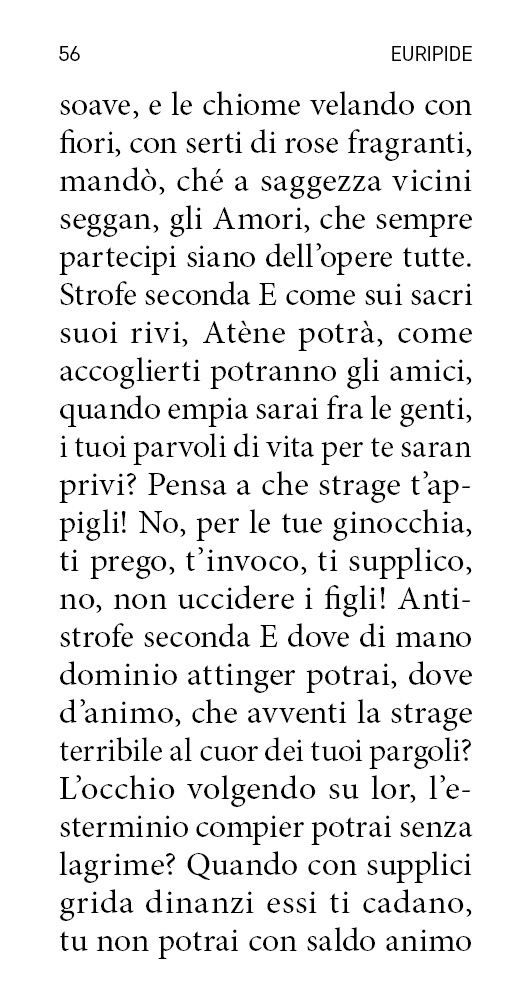 56 EURIPIDE
soave, e le chiome velando con
fiori, con serti di rose fragranti,
mandò, ché a saggezza vicini
seggan, gli Amori, che sempre
partecipi siano dell’opere tutte.
Strofe seconda E come sui sacri
suoi rivi, Atène potrà, come
accoglierti potranno gli amici,
quando empia sarai fra le genti,
i tuoi parvoli di vita per te saran
privi? Pensa a che strage t’ap-
pigli! No, per le tue ginocchia,
ti prego, t’invoco, ti supplico,
no, non uccidere i figli! Anti-
strofe seconda E dove di mano
dominio attinger potrai, dove
d’animo, che avventi la strage
terribile al cuor dei tuoi pargoli?
L’occhio volgendo su lor, l’e-
sterminio compier potrai senza
lagrime? Quando con supplici
grida dinanzi essi ti cadano,
tu non potrai con saldo animo